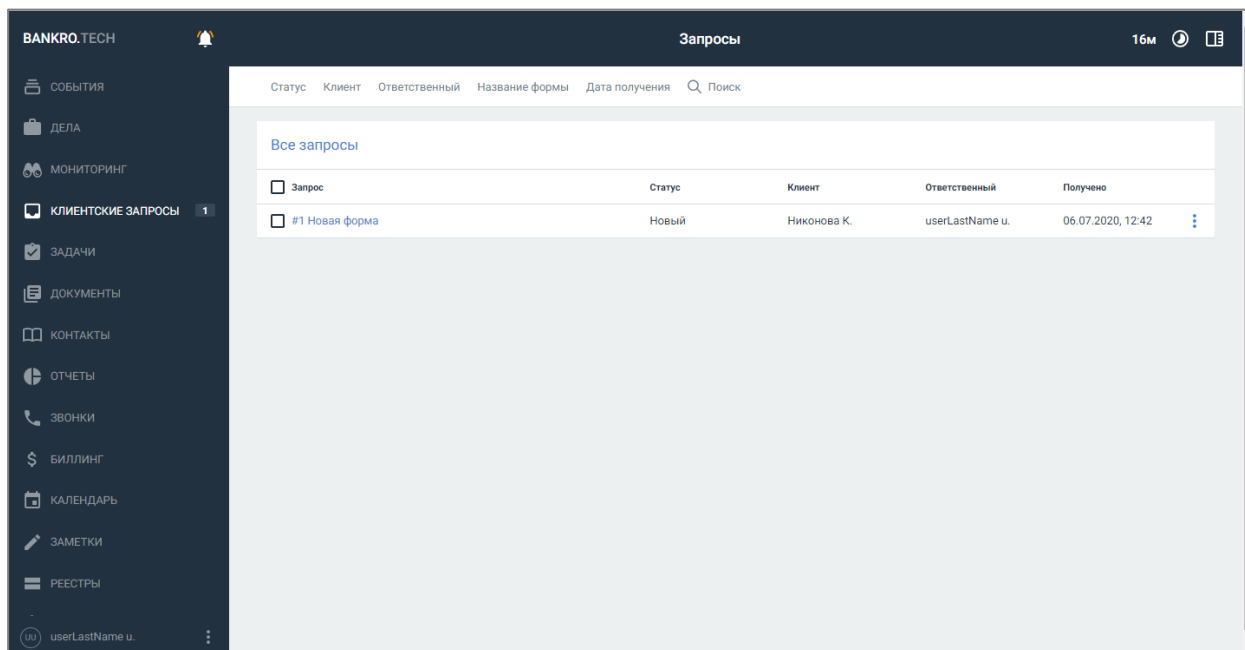 BANKRO.TECH
Запросы
16м
СОБЫТИЯ
ДЕЛА
МОНИТОРИНГ
КЛИЕНТСКИЕ ЗАПРОСЫ 1
ЗАДАЧИ
ДОКУМЕНТЫ
КОНТАКТЫ
ОТЧЕТЫ
ЗВОНКИ
БИЛЛИНГ
КАЛЕНДАРЬ
ЗАМЕТКИ
РЕЕСТРЫ
UU userLastName u.
Статус Клиент Ответственный Название формы Дата получения Поиск
Все запросы
Запрос Статус Клиент Ответственный Получено
#1 Новая форма Новый Никонова К. userLastName u. 06.07.2020, 12:42